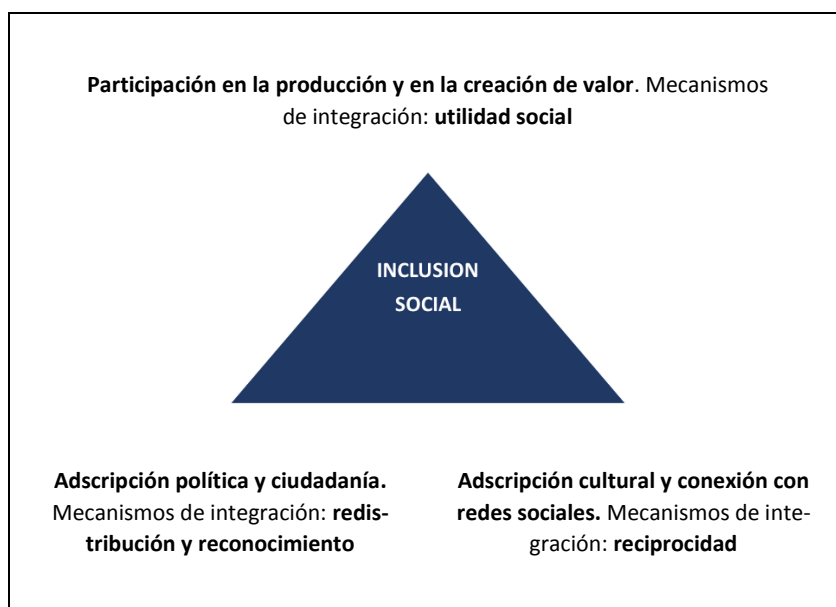 Participación en la producción y en la creación de valor. Mecanismos
de integración: utilidad social
INCLUSION
SOCIAL
Adscripción política y ciudadanía.
Mecanismos de integración: redis-
tribución y reconocimiento
Adscripción cultural y conexión con
redes sociales. Mecanismos de inte-
gración: reciprocidad